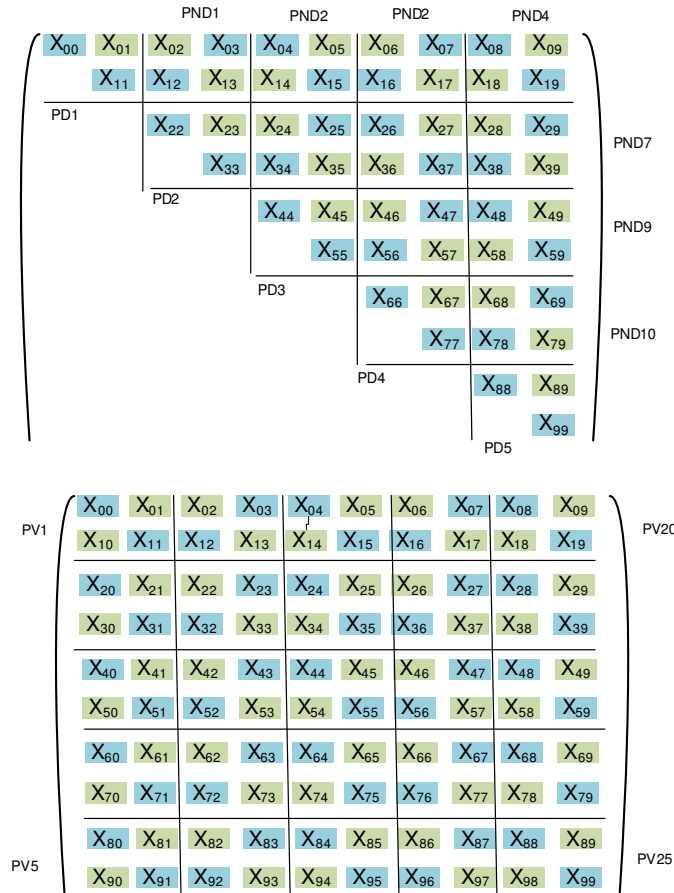 PND1 PND2 PND2 PND4
X00 X01 X02 X03 X04 X05 X06 X07 X08 X09
X11 X12 X13 X14 X15 X16 X17 X18 X19
PD1
X22 X23 X24 X25 X26 X27 X28 X29
PND7
X33 X34 X35 X36 X37 X38 X39
PD2
X44 X45 X46 X47 X48 X49
PND9
X55 X56 X57 X58 X59
PD3
X66 X67 X68 X69
X77 X78 X79
PND10
PD4
X88 X89
X99
PD5
X00 X01 X02 X03 X04 X05 X06 X07 X08 X09
PV1 PV20
X10 X11 X12 X13 X14 X15 X16 X17 X18 X19
X20 X21 X22 X23 X24 X25 X26 X27 X28 X29
X30 X31 X32 X33 X34 X35 X36 X37 X38 X39
X40 X41 X42 X43 X44 X45 X46 X47 X48 X49
X50 X51 X52 X53 X54 X55 X56 X57 X58 X59
X60 X61 X62 X63 X64 X65 X66 X67 X68 X69
X70 X71 X72 X73 X74 X75 X76 X77 X78 X79
X80 X81 X82 X83 X84 X85 X86 X87 X88 X89
PV5 PV25
X90 X91 X92 X93 X94 X95 X96 X97 X98 X99